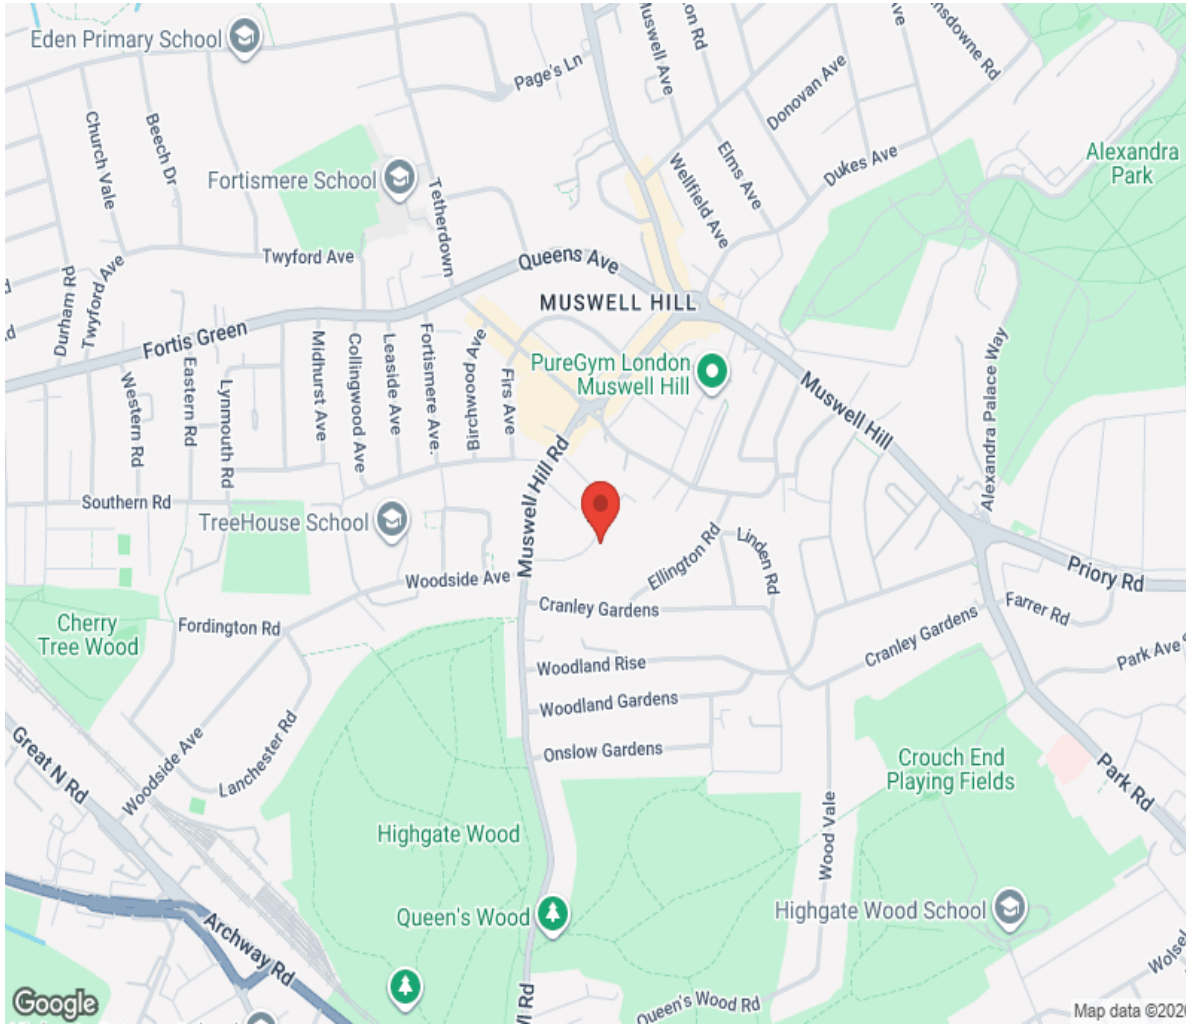 Eden Primary School
Page's Ln
Muswell Ave
Donovan Ave
Church Vale
Beech Dr
Elms Ave
Wellfield Ave
Dukes Ave
Alexandra
Park
Fortismere School
Tetherdown
Twyford Ave
Queens Ave
Durham Rd
Twyford Ave
MUSWELL HILL
Fortis Green
Midhurst Ave
Collingwood Ave
Leaside Ave
Fortismere Ave.
Birchwood Ave
Firs Ave
PureGym London
Muswell Hill
Muswell Hill
Alexandra Palace Way
Western Rd
Eastern Rd
Lynmouth Rd
Muswell Hill Rd
Southern Rd
TreeHouse School
Ellington Rd
Linden Rd
Priory Rd
Woodside Ave
Cranley Gardens
Farrer Rd
Cherry
Tree Wood
Fordington Rd
Cranley Gardens
Park Ave S
Woodland Rise
Woodland Gardens
Onslow Gardens
Great N Rd
Woodside Ave
Lanchester Rd
Crouch End
Playing Fields
Park Rd
Highgate Wood
Wood Vale
Queen's Wood
Highgate Wood School
Archway Rd
Queen's Wood Rd
Google
Map data ©202